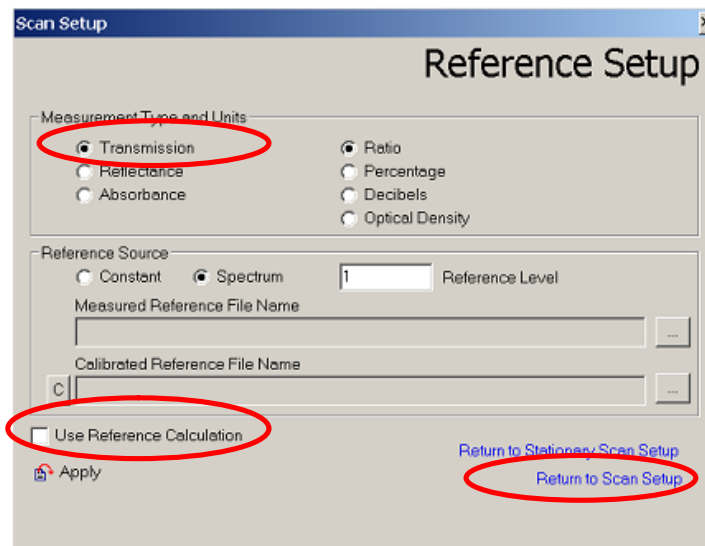 Scan Setup
Reference Setup
Measurement Type and Units
Transmission
Ratio
Reflectance
Percentage
Absorbance
Decibels
Optical Density
Reference Source
Constant
Spectrum
1
Reference Level
Measured Reference File Name
...
Calibrated Reference File Name
C
...
Use Reference Calculation
Return to Stationary Scan Setup
Apply
Return to Scan Setup